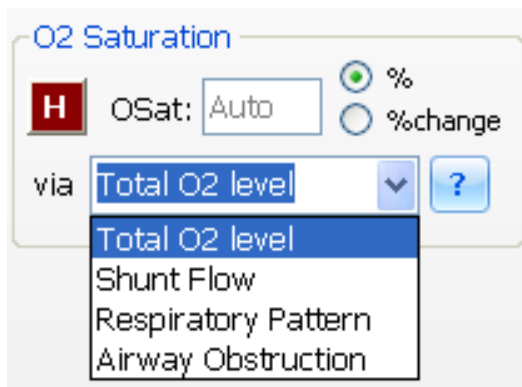 O2 Saturation
H OSat: Auto %
%change
via Total O2 level ?
Total O2 level
Shunt Flow
Respiratory Pattern
Airway Obstruction